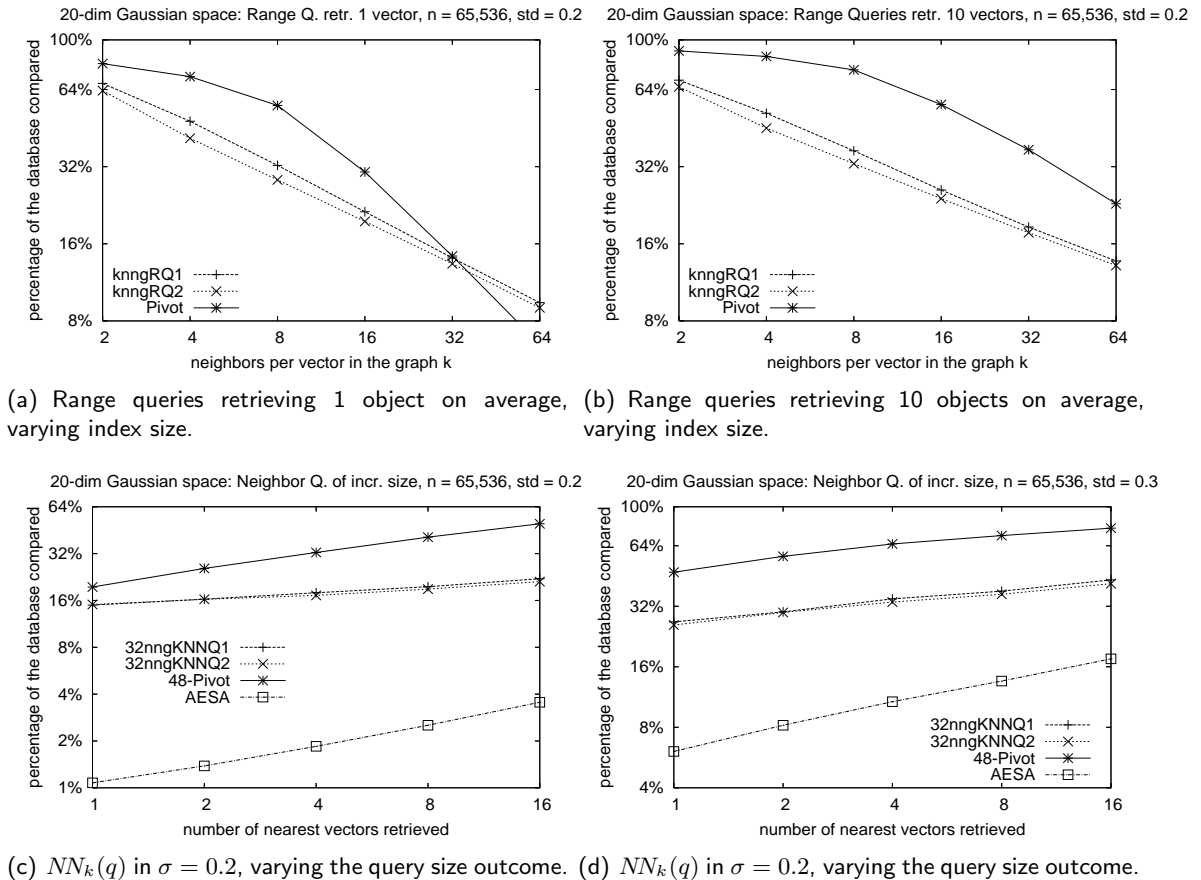 20-dim Gaussian space: Range Q. retr. 1 vector, n = 65,536, std = 0.2
percentage of the database compared
100%
64%
32%
16%
8%
knngRQ1
knngRQ2
Pivot
2 4 8 16 32 64
neighbors per vector in the graph k
(a) Range queries retrieving 1 object on average,
varying index size.
20-dim Gaussian space: Range Queries retr. 10 vectors, n = 65,536, std = 0.2
percentage of the database compared
100%
64%
32%
16%
8%
knngRQ1
knngRQ2
Pivot
2 4 8 16 32 64
neighbors per vector in the graph k
(b) Range queries retrieving 10 objects on average,
varying index size.
20-dim Gaussian space: Neighbor Q. of incr. size, n = 65,536, std = 0.2
percentage of the database compared
64%
32%
16%
8%
4%
2%
1%
32nngKNNQ1
32nngKNNQ2
48-Pivot
AESA
1 2 4 8 16
number of nearest vectors retrieved
(c) NN_k(q) in σ = 0.2, varying the query size outcome.
20-dim Gaussian space: Neighbor Q. of incr. size, n = 65,536, std = 0.3
percentage of the database compared
100%
64%
32%
16%
8%
4%
32nngKNNQ1
32nngKNNQ2
48-Pivot
AESA
1 2 4 8 16
number of nearest vectors retrieved
(d) NN_k(q) in σ = 0.2, varying the query size outcome.